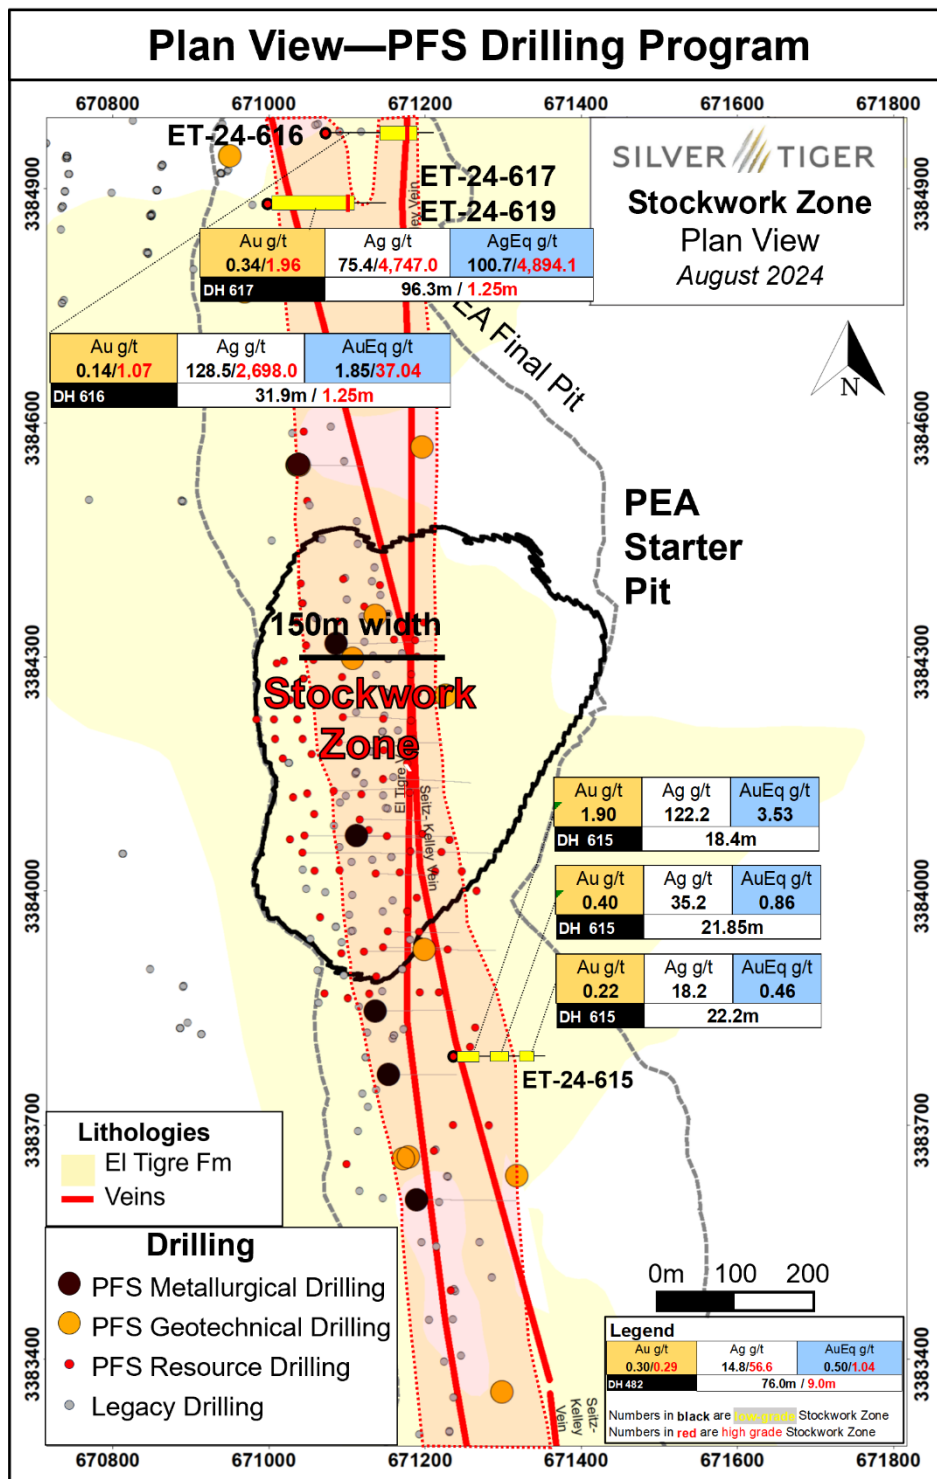 Plan View—PFS Drilling Program
670800 671000 671200 671400 671600 671800
ET-24-616
SILVER TIGER
Stockwork Zone
Plan View
August 2024
3384900
3384900
ET-24-617
ET-24-619
ley Vein
Au g/t Ag g/t AgEq g/t
0.34/1.96 75.4/4,747.0 100.7/4,894.1
DH 617 96.3m / 1.25m
EA Final Pit
Au g/t Ag g/t AuEq g/t
0.14/1.07 128.5/2,698.0 1.85/37.04
DH 616 31.9m / 1.25m
N
3384600
3384600
PEA
Starter
Pit
150m width
3384300
3384300
Stockwork
Zone
El Tigre Vein
Seitz- Kelley Vein
Au g/t Ag g/t AuEq g/t
1.90 122.2 3.53
DH 615 18.4m
Au g/t Ag g/t AuEq g/t
0.40 35.2 0.86
DH 615 21.85m
3384000
3384000
Au g/t Ag g/t AuEq g/t
0.22 18.2 0.46
DH 615 22.2m
ET-24-615
3383700
3383700
Lithologies
El Tigre Fm
Veins
Drilling
PFS Metallurgical Drilling
PFS Geotechnical Drilling
PFS Resource Drilling
Legacy Drilling
0m 100 200
3383400
3383400
Seitz-
Kelley
Vein
Legend
Au g/t Ag g/t AuEq g/t
0.30/0.29 14.8/56.6 0.50/1.04
DH 482 76.0m / 9.0m
Numbers in black are low-grade Stockwork Zone
Numbers in red are high grade Stockwork Zone
670800 671000 671200 671400 671600 671800